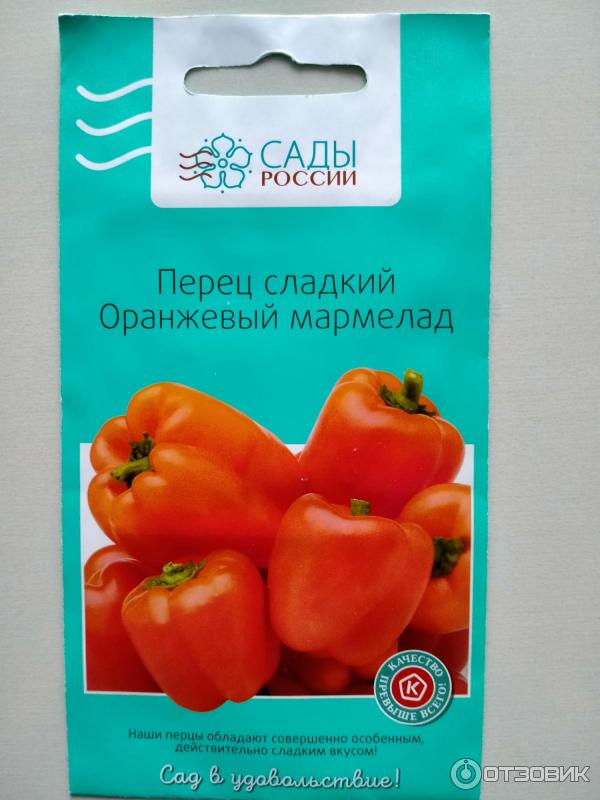 САДЫ
РОССИИ
Перец сладкий
Оранжевый мармелад
КАЧЕСТВО
К
ПРЕВЫШЕ ВСЕГО!
Наши перцы обладают совершенно особенным,
действительно сладким вкусом!
Сад в удовольствие!
ОТЗОВИК